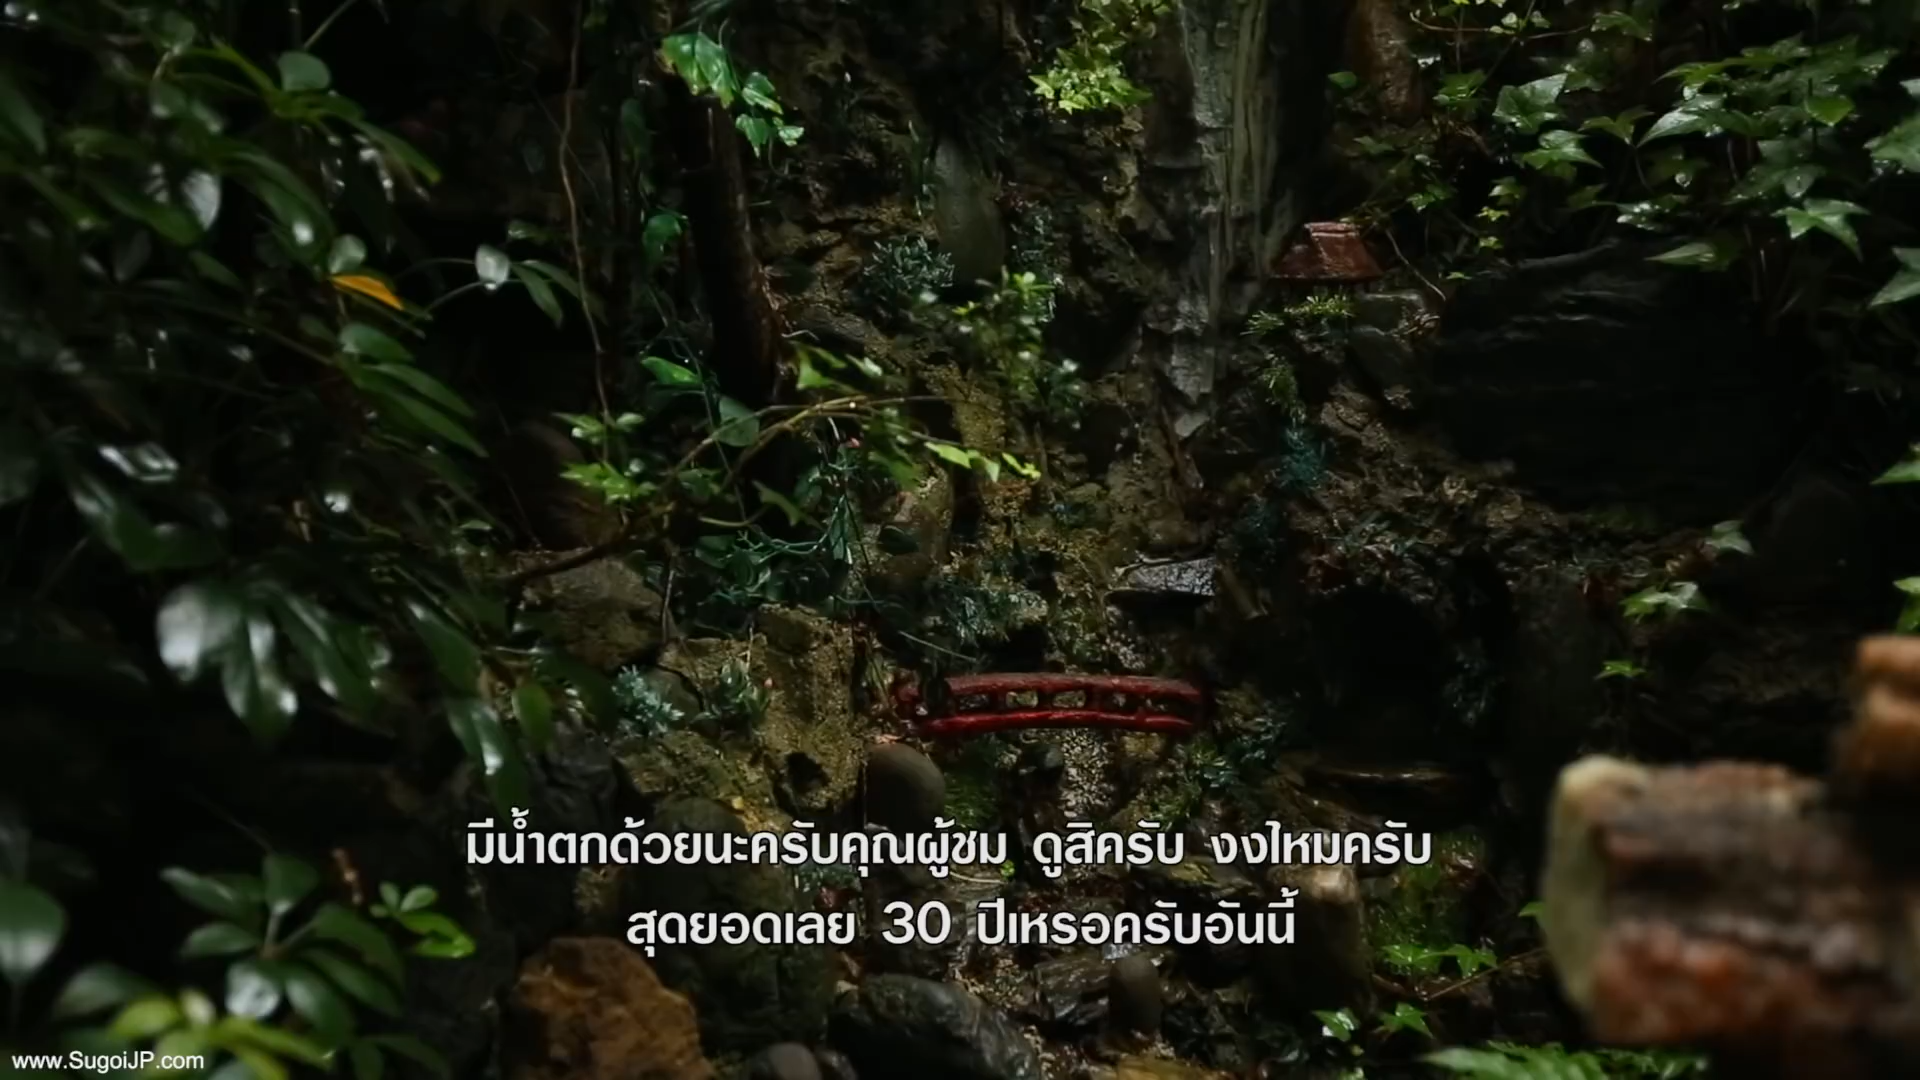 มีน้ำตกด้วยนะครับคุณผู้ชม ดูสิครับ งงไหมครับ
สุดยอดเลย 30 ปีเหรอครับอันนี้
www.SugoiJP.com